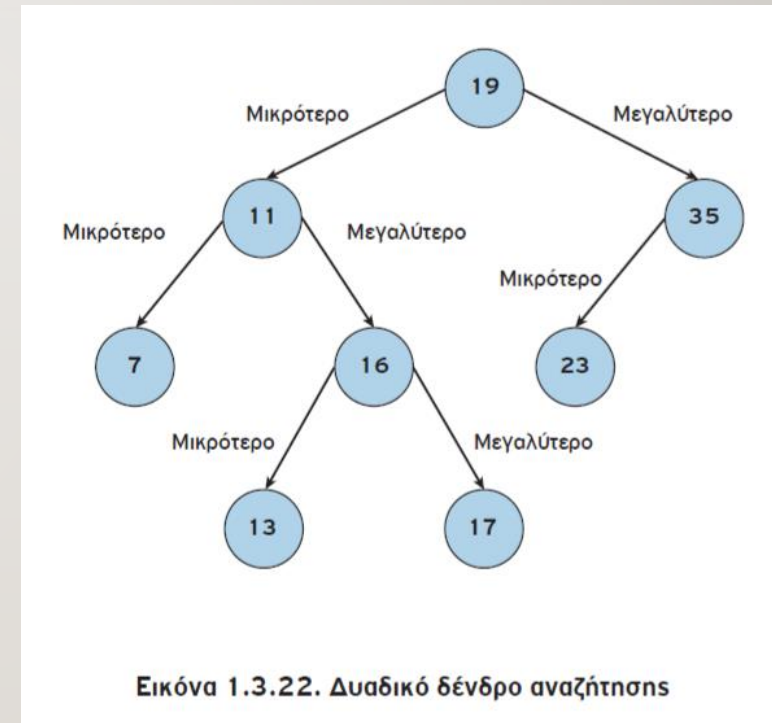 19
Μικρότερο
Μεγαλύτερο
11
35
Μικρότερο
Μεγαλύτερο
Μικρότερο
7
16
23
Μικρότερο
Μεγαλύτερο
13
17
Εικόνα 1.3.22. Δυαδικό δένδρο αναζήτησης